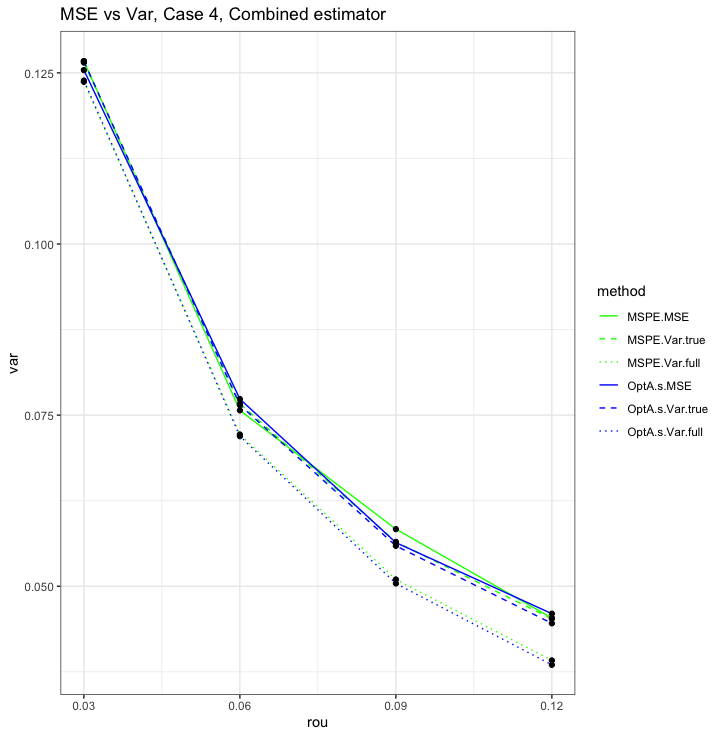 MSE vs Var, Case 4, Combined estimator
0.125
0.100
0.075
0.050
var
0.03
0.06
0.09
0.12
rou
method
MSPE.MSE
MSPE.Var.true
MSPE.Var.full
OptA.s.MSE
OptA.s.Var.true
OptA.s.Var.full